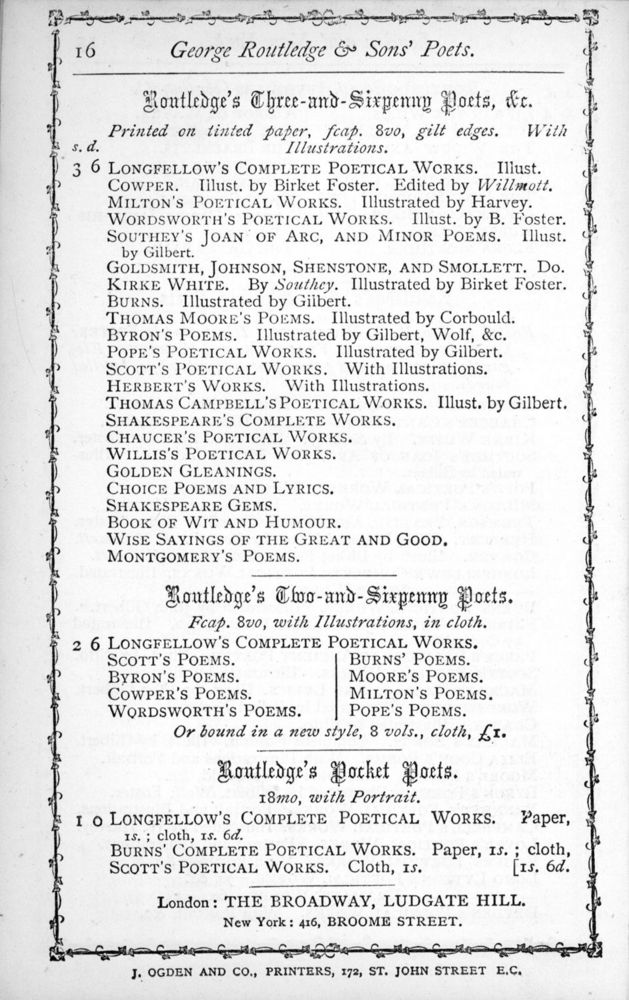 16 George Routledge & Sons' Poets.
Routledge's Three-and-Sixpenny Poets, &c.
Printed on tinted paper, fcap. 8vo, gilt edges. With
s. d. Illustrations.
3 6 LONGFELLOW'S COMPLETE POETICAL WORKS. Illust.
COWPER. Illust. by Birket Foster. Edited by Willmott.
MILTON'S POETICAL WORKS. Illustrated by Harvey.
WORDSWORTH'S POETICAL WORKS. Illust. by B. Foster.
SOUTHEY'S JOAN OF ARC, AND MINOR POEMS. Illust.
by Gilbert.
GOLDSMITH, JOHNSON, SHENSTONE, AND SMOLLETT. Do.
KIRKE WHITE. By Southey. Illustrated by Birket Foster.
BURNS. Illustrated by Gilbert.
THOMAS MOORE'S POEMS. Illustrated by Corbould.
BYRON'S POEMS. Illustrated by Gilbert, Wolf, &c.
POPE'S POETICAL WORKS. Illustrated by Gilbert.
SCOTT'S POETICAL WORKS. With Illustrations.
HERBERT'S WORKS. With Illustrations.
THOMAS CAMPBELL'S POETICAL WORKS. Illust. by Gilbert.
SHAKESPEARE'S COMPLETE WORKS.
CHAUCER'S POETICAL WORKS.
WILLIS'S POETICAL WORKS.
GOLDEN GLEANINGS.
CHOICE POEMS AND LYRICS.
SHAKESPEARE GEMS.
BOOK OF WIT AND HUMOUR.
WISE SAYINGS OF THE GREAT AND GOOD.
MONTGOMERY'S POEMS.
Routledge's Two-and-Sixpenny Poets.
Fcap. 8vo, with Illustrations, in cloth.
2 6 LONGFELLOW'S COMPLETE POETICAL WORKS.
SCOTT'S POEMS. BURNS' POEMS.
BYRON'S POEMS. MOORE'S POEMS.
COWPER'S POEMS. MILTON'S POEMS.
WORDSWORTH'S POEMS. POPE'S POEMS.
Or bound in a new style, 8 vols., cloth, £1.
Routledge's Pocket Poets.
18mo, with Portrait.
1 0 LONGFELLOW'S COMPLETE POETICAL WORKS. Paper,
1s. ; cloth, 1s. 6d.
BURNS' COMPLETE POETICAL WORKS. Paper, 1s. ; cloth,
SCOTT'S POETICAL WORKS. Cloth, 1s. [1s. 6d.
London: THE BROADWAY, LUDGATE HILL.
New York: 416, BROOME STREET.
J. OGDEN AND CO., PRINTERS, 172, ST. JOHN STREET E.C.